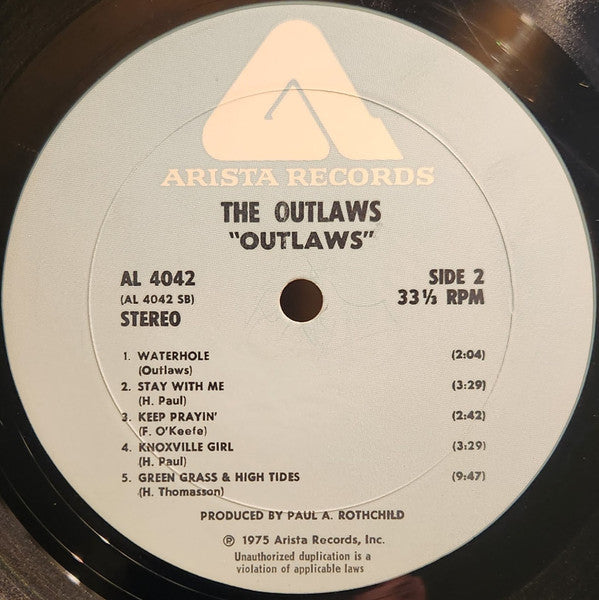 ARISTA RECORDS
THE OUTLAWS
"OUTLAWS"
AL 4042
(AL 4042 SB)
STEREO
SIDE 2
33⅓ RPM
1. WATERHOLE (2:04)
(Outlaws)
2. STAY WITH ME (3:29)
(H. Paul)
3. KEEP PRAYIN' (2:42)
(F. O'Keefe)
4. KNOXVILLE GIRL (3:29)
(H. Paul)
5. GREEN GRASS & HIGH TIDES (9:47)
(H. Thomasson)
PRODUCED BY PAUL A. ROTHCHILD
℗ 1975 Arista Records, Inc.
Unauthorized duplication is a
violation of applicable laws